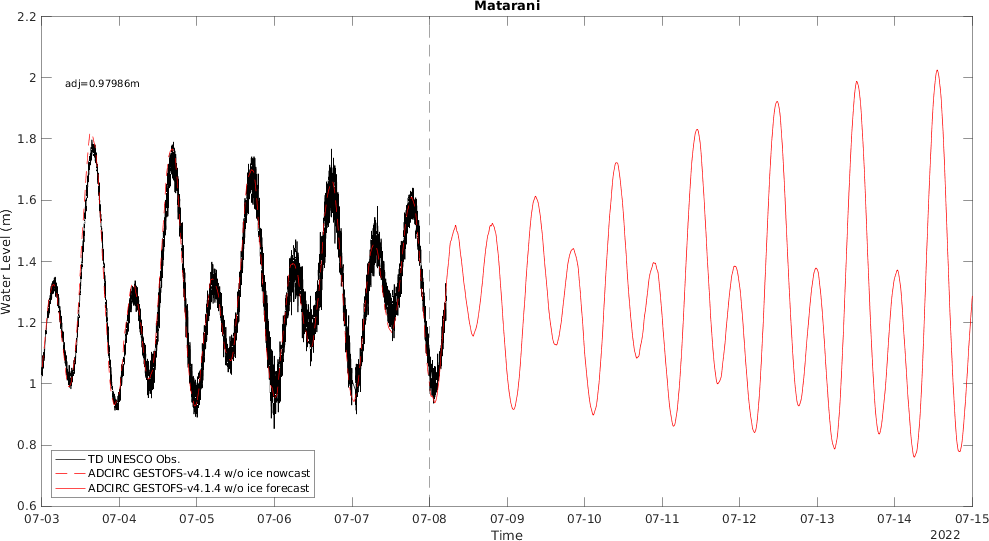 Matarani
2.2
2
1.8
1.6
1.4
1.2
1
0.8
0.6
Water Level (m)
adj=0.97986m
TD UNESCO Obs.
ADCIRC GESTOFS-v4.1.4 w/o ice nowcast
ADCIRC GESTOFS-v4.1.4 w/o ice forecast
07-03 07-04 07-05 07-06 07-07 07-08 07-09 07-10 07-11 07-12 07-13 07-14 07-15
Time
2022